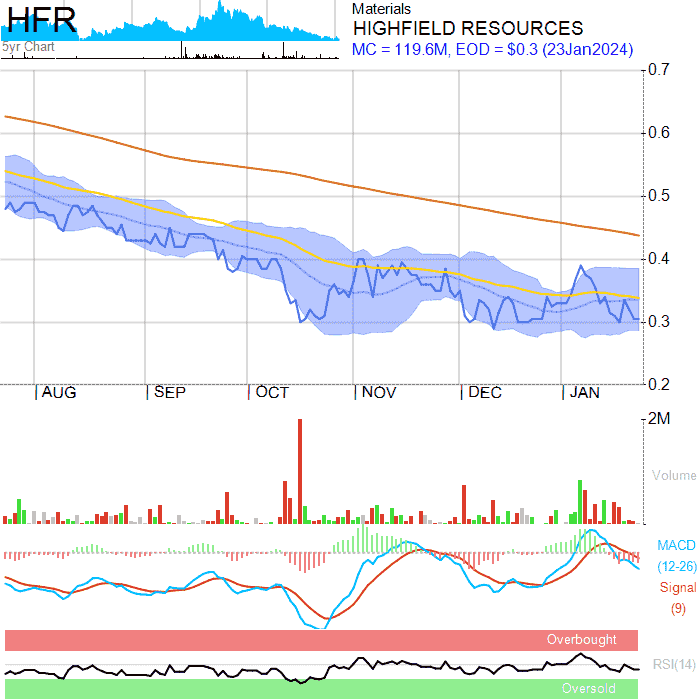 HFR
5yr Chart
Materials
HIGHFIELD RESOURCES
MC = 119.6M, EOD = $0.3 (23Jan2024)
0.7
0.6
0.5
0.4
0.3
0.2
AUG SEP OCT NOV DEC JAN
2M
Volume
MACD
(12-26)
Signal
(9)
Overbought
RSI(14)
Oversold